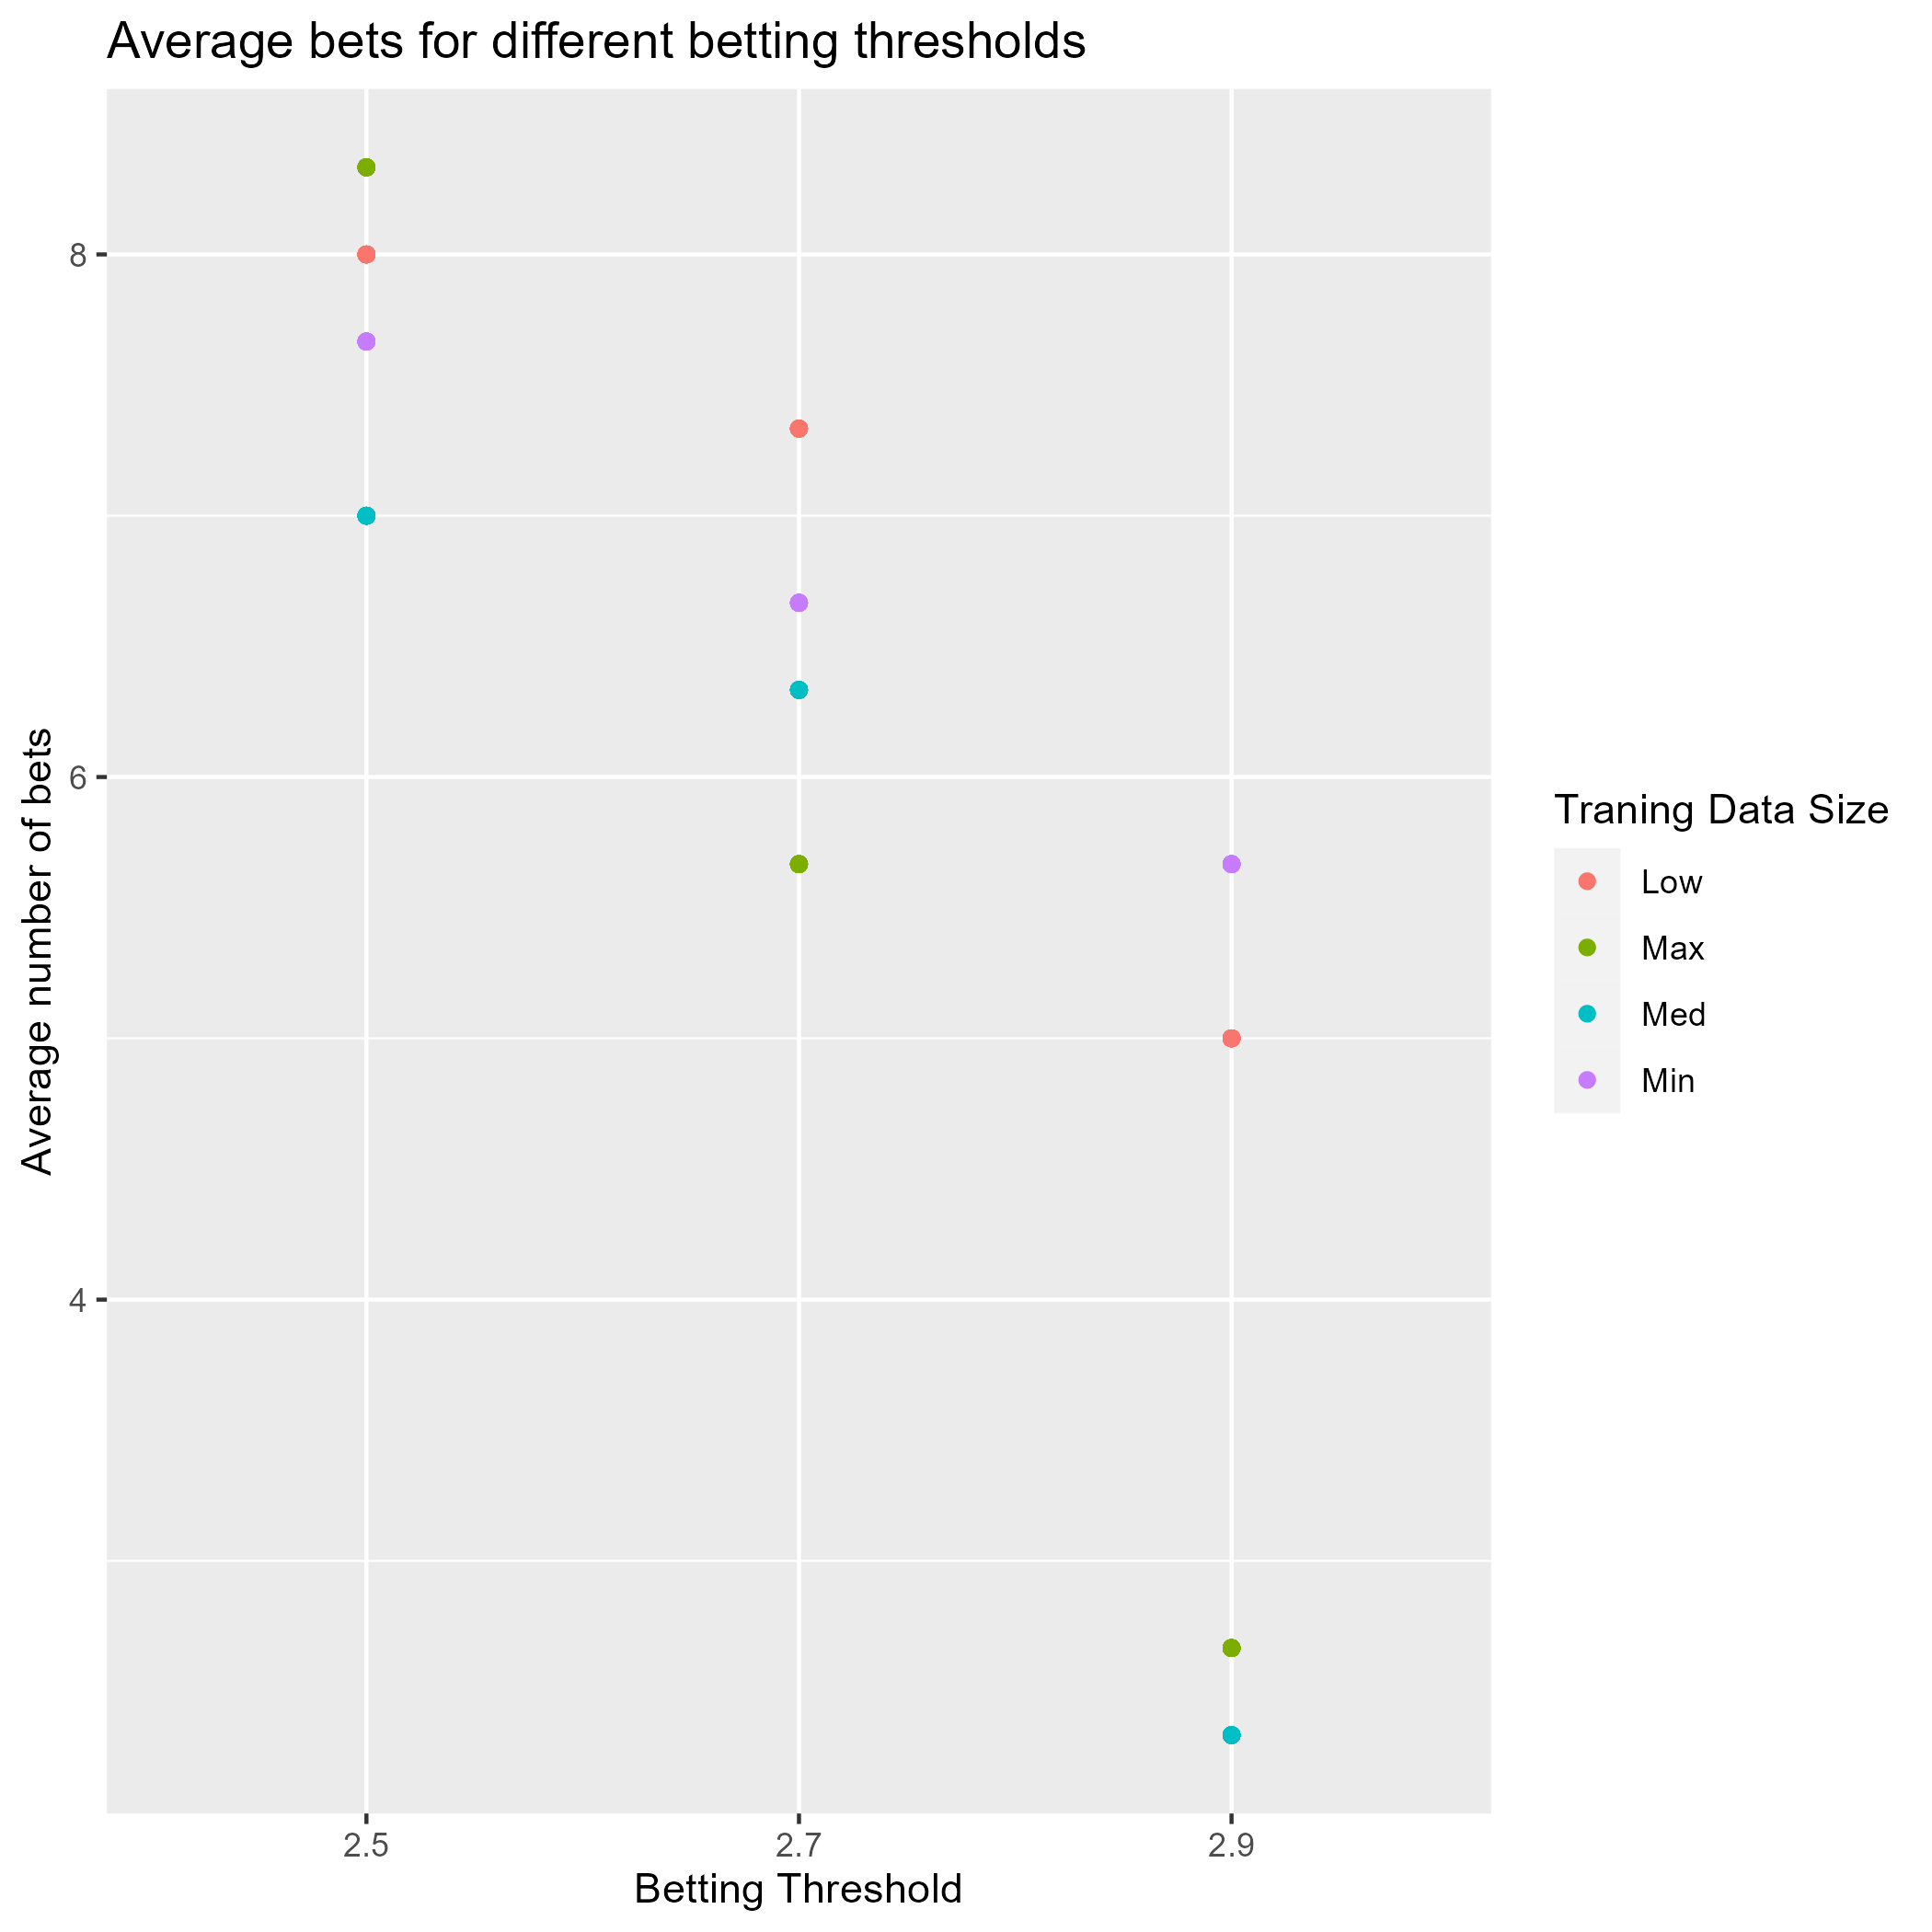 Average bets for different betting thresholds
8
6
4
Average number of bets
2.5 2.7 2.9
Betting Threshold
Traning Data Size
Low
Max
Med
Min